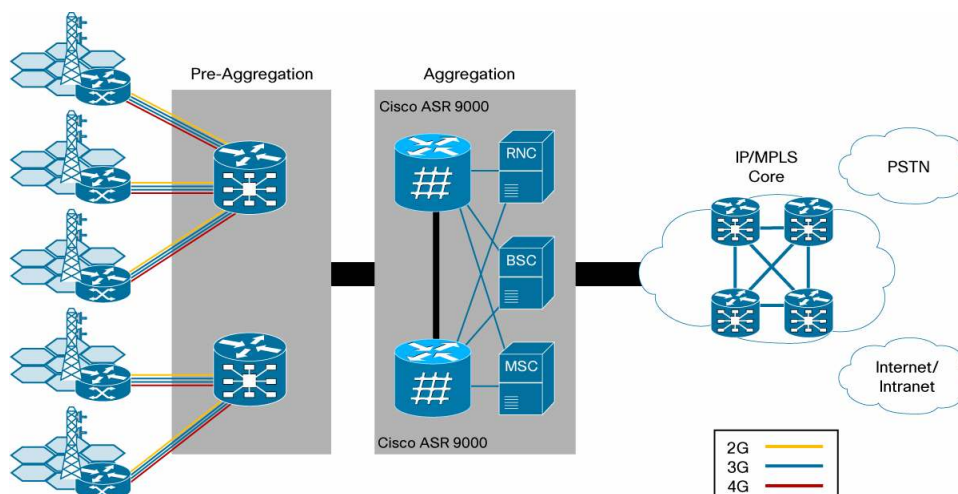 Pre-Aggregation
Aggregation
Cisco ASR 9000
RNC
BSC
MSC
Cisco ASR 9000
IP/MPLS
Core
PSTN
Internet/
Intranet
2G
3G
4G